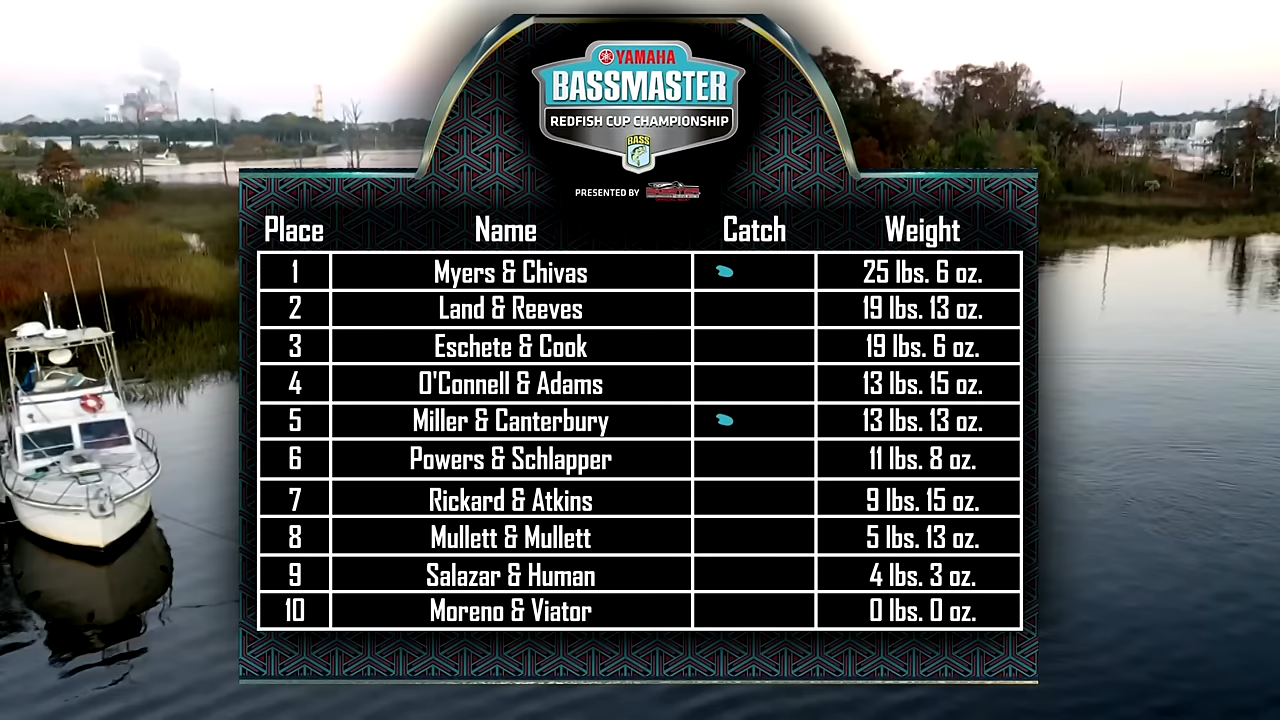 YAMAHA
BASSMASTER
REDFISH CUP CHAMPIONSHIP
BASS
PRESENTED BY
Place Name Catch Weight
1 Myers & Chivas 25 lbs. 6 oz.
2 Land & Reeves 19 lbs. 13 oz.
3 Eschete & Cook 19 lbs. 6 oz.
4 O'Connell & Adams 13 lbs. 15 oz.
5 Miller & Canterbury 13 lbs. 13 oz.
6 Powers & Schlapper 11 lbs. 8 oz.
7 Rickard & Atkins 9 lbs. 15 oz.
8 Mullett & Mullett 5 lbs. 13 oz.
9 Salazar & Human 4 lbs. 3 oz.
10 Moreno & Viator 0 lbs. 0 oz.